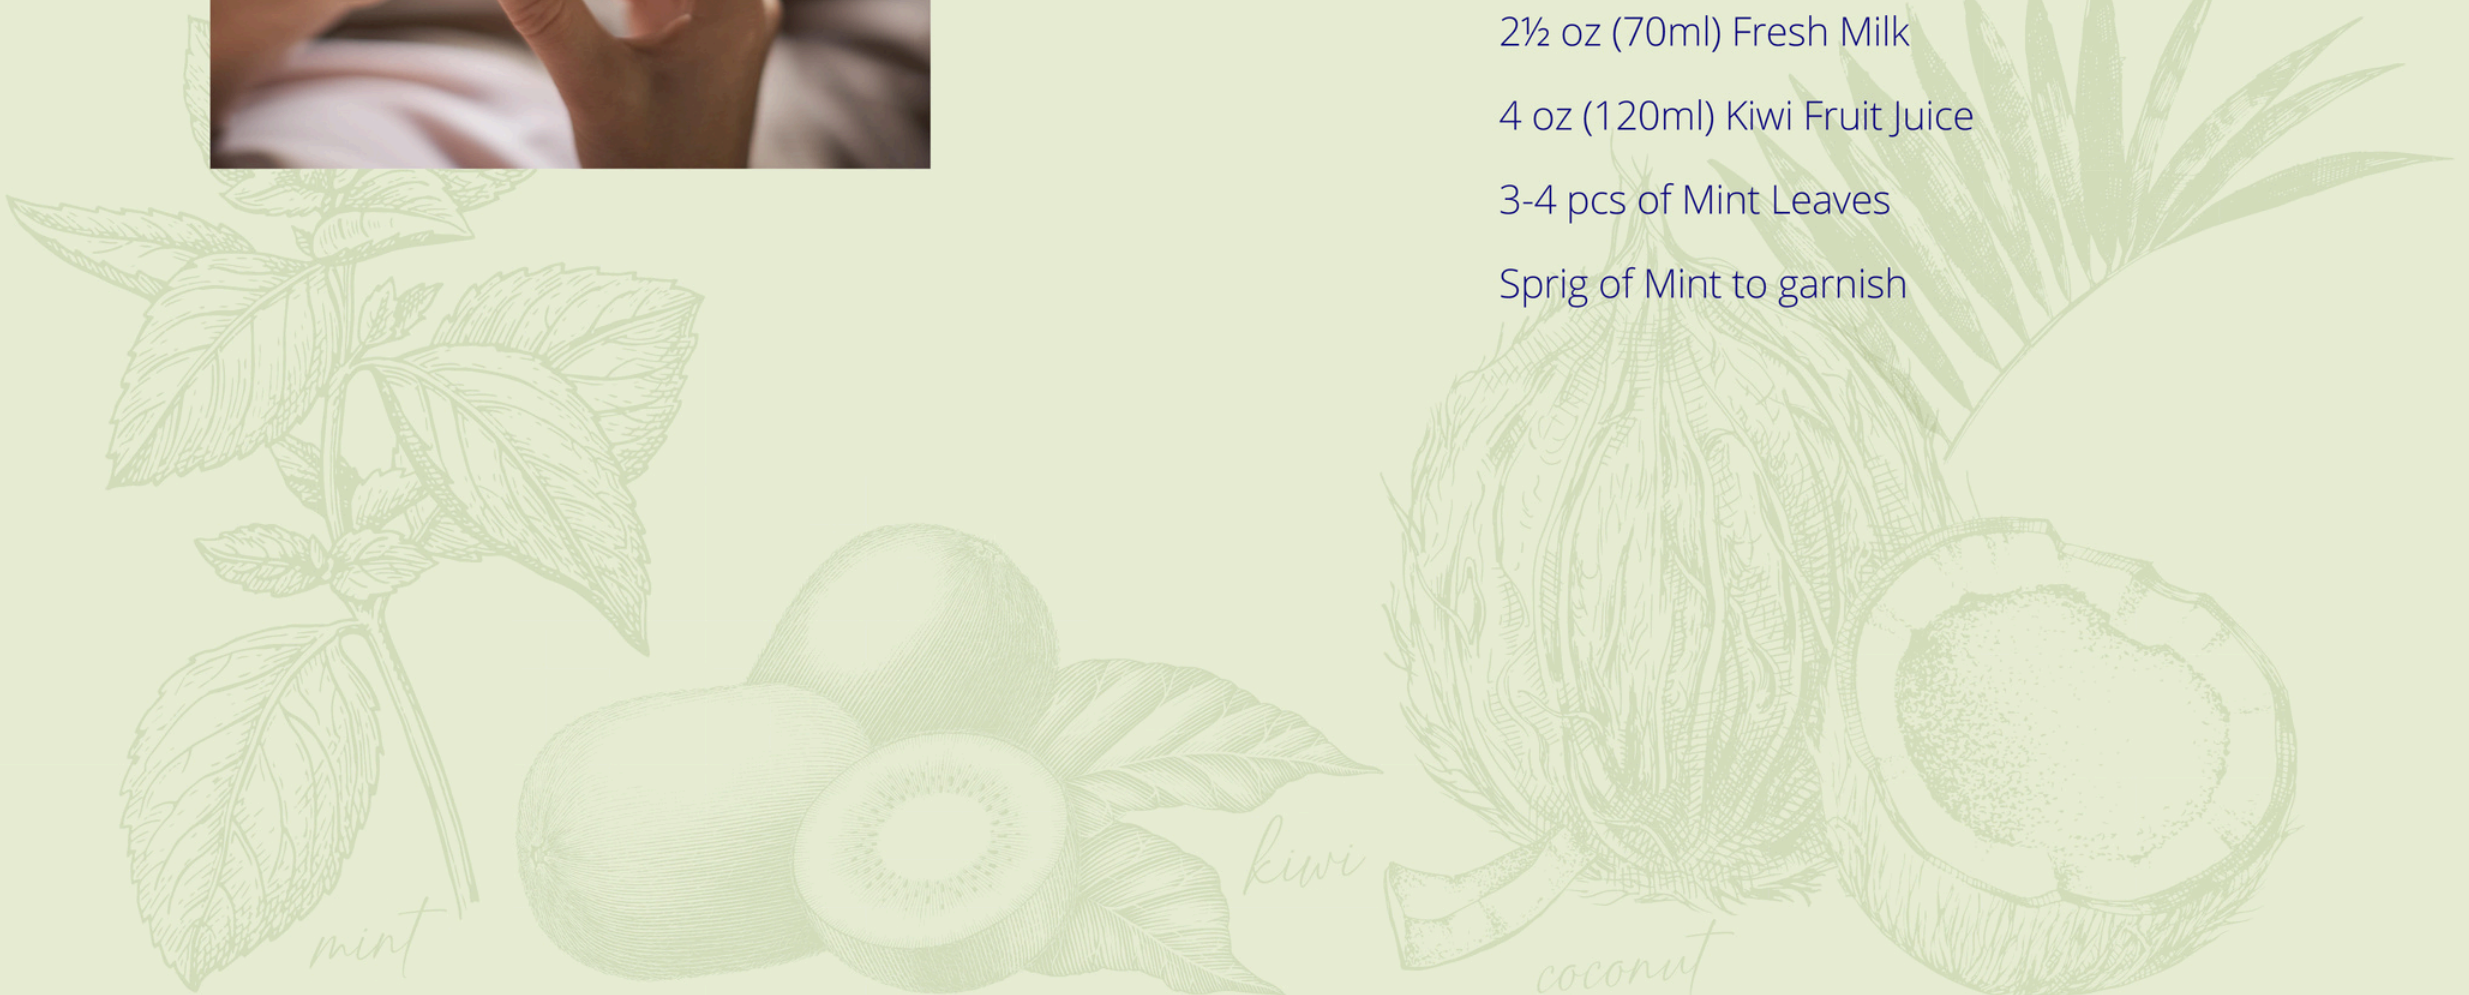 2½ oz (70ml) Fresh Milk
4 oz (120ml) Kiwi Fruit Juice
3-4 pcs of Mint Leaves
Sprig of Mint to garnish
kiwi
mint
coconut